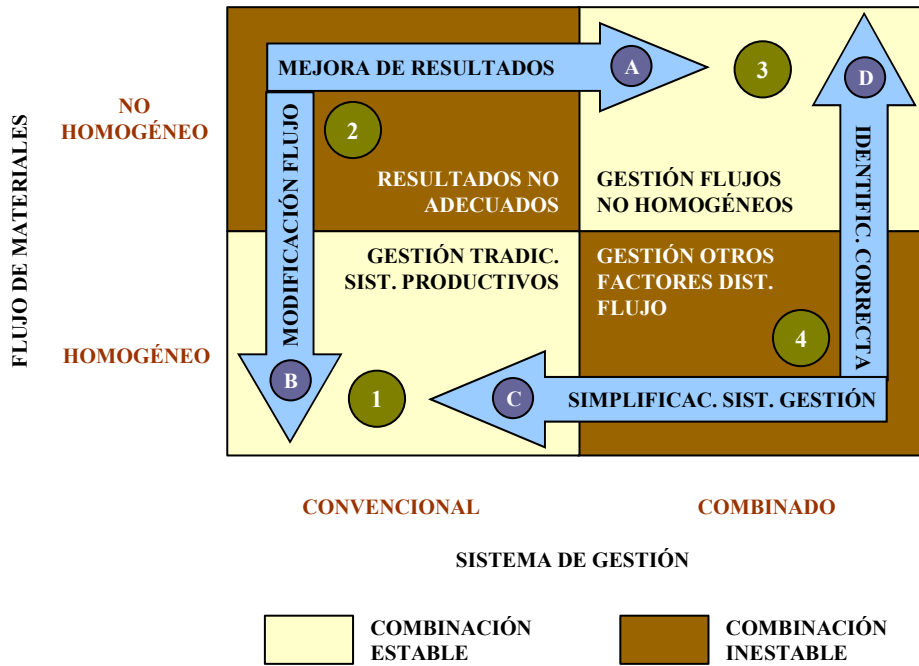 MEJORA DE RESULTADOS
A
3
D
NO
HOMOGÉNEO
2
FLUJO DE MATERIALES
MODIFICACIÓN FLUJO
IDENTIFIC. CORRECTA
RESULTADOS NO
ADECUADOS
GESTIÓN FLUJOS
NO HOMOGÉNEOS
GESTIÓN TRADIC.
SIST. PRODUCTIVOS
GESTIÓN OTROS
FACTORES DIST.
FLUJO
HOMOGÉNEO
4
B
1
C
SIMPLIFICAC. SIST. GESTIÓN
CONVENCIONAL
COMBINADO
SISTEMA DE GESTIÓN
COMBINACIÓN
ESTABLE
COMBINACIÓN
INESTABLE